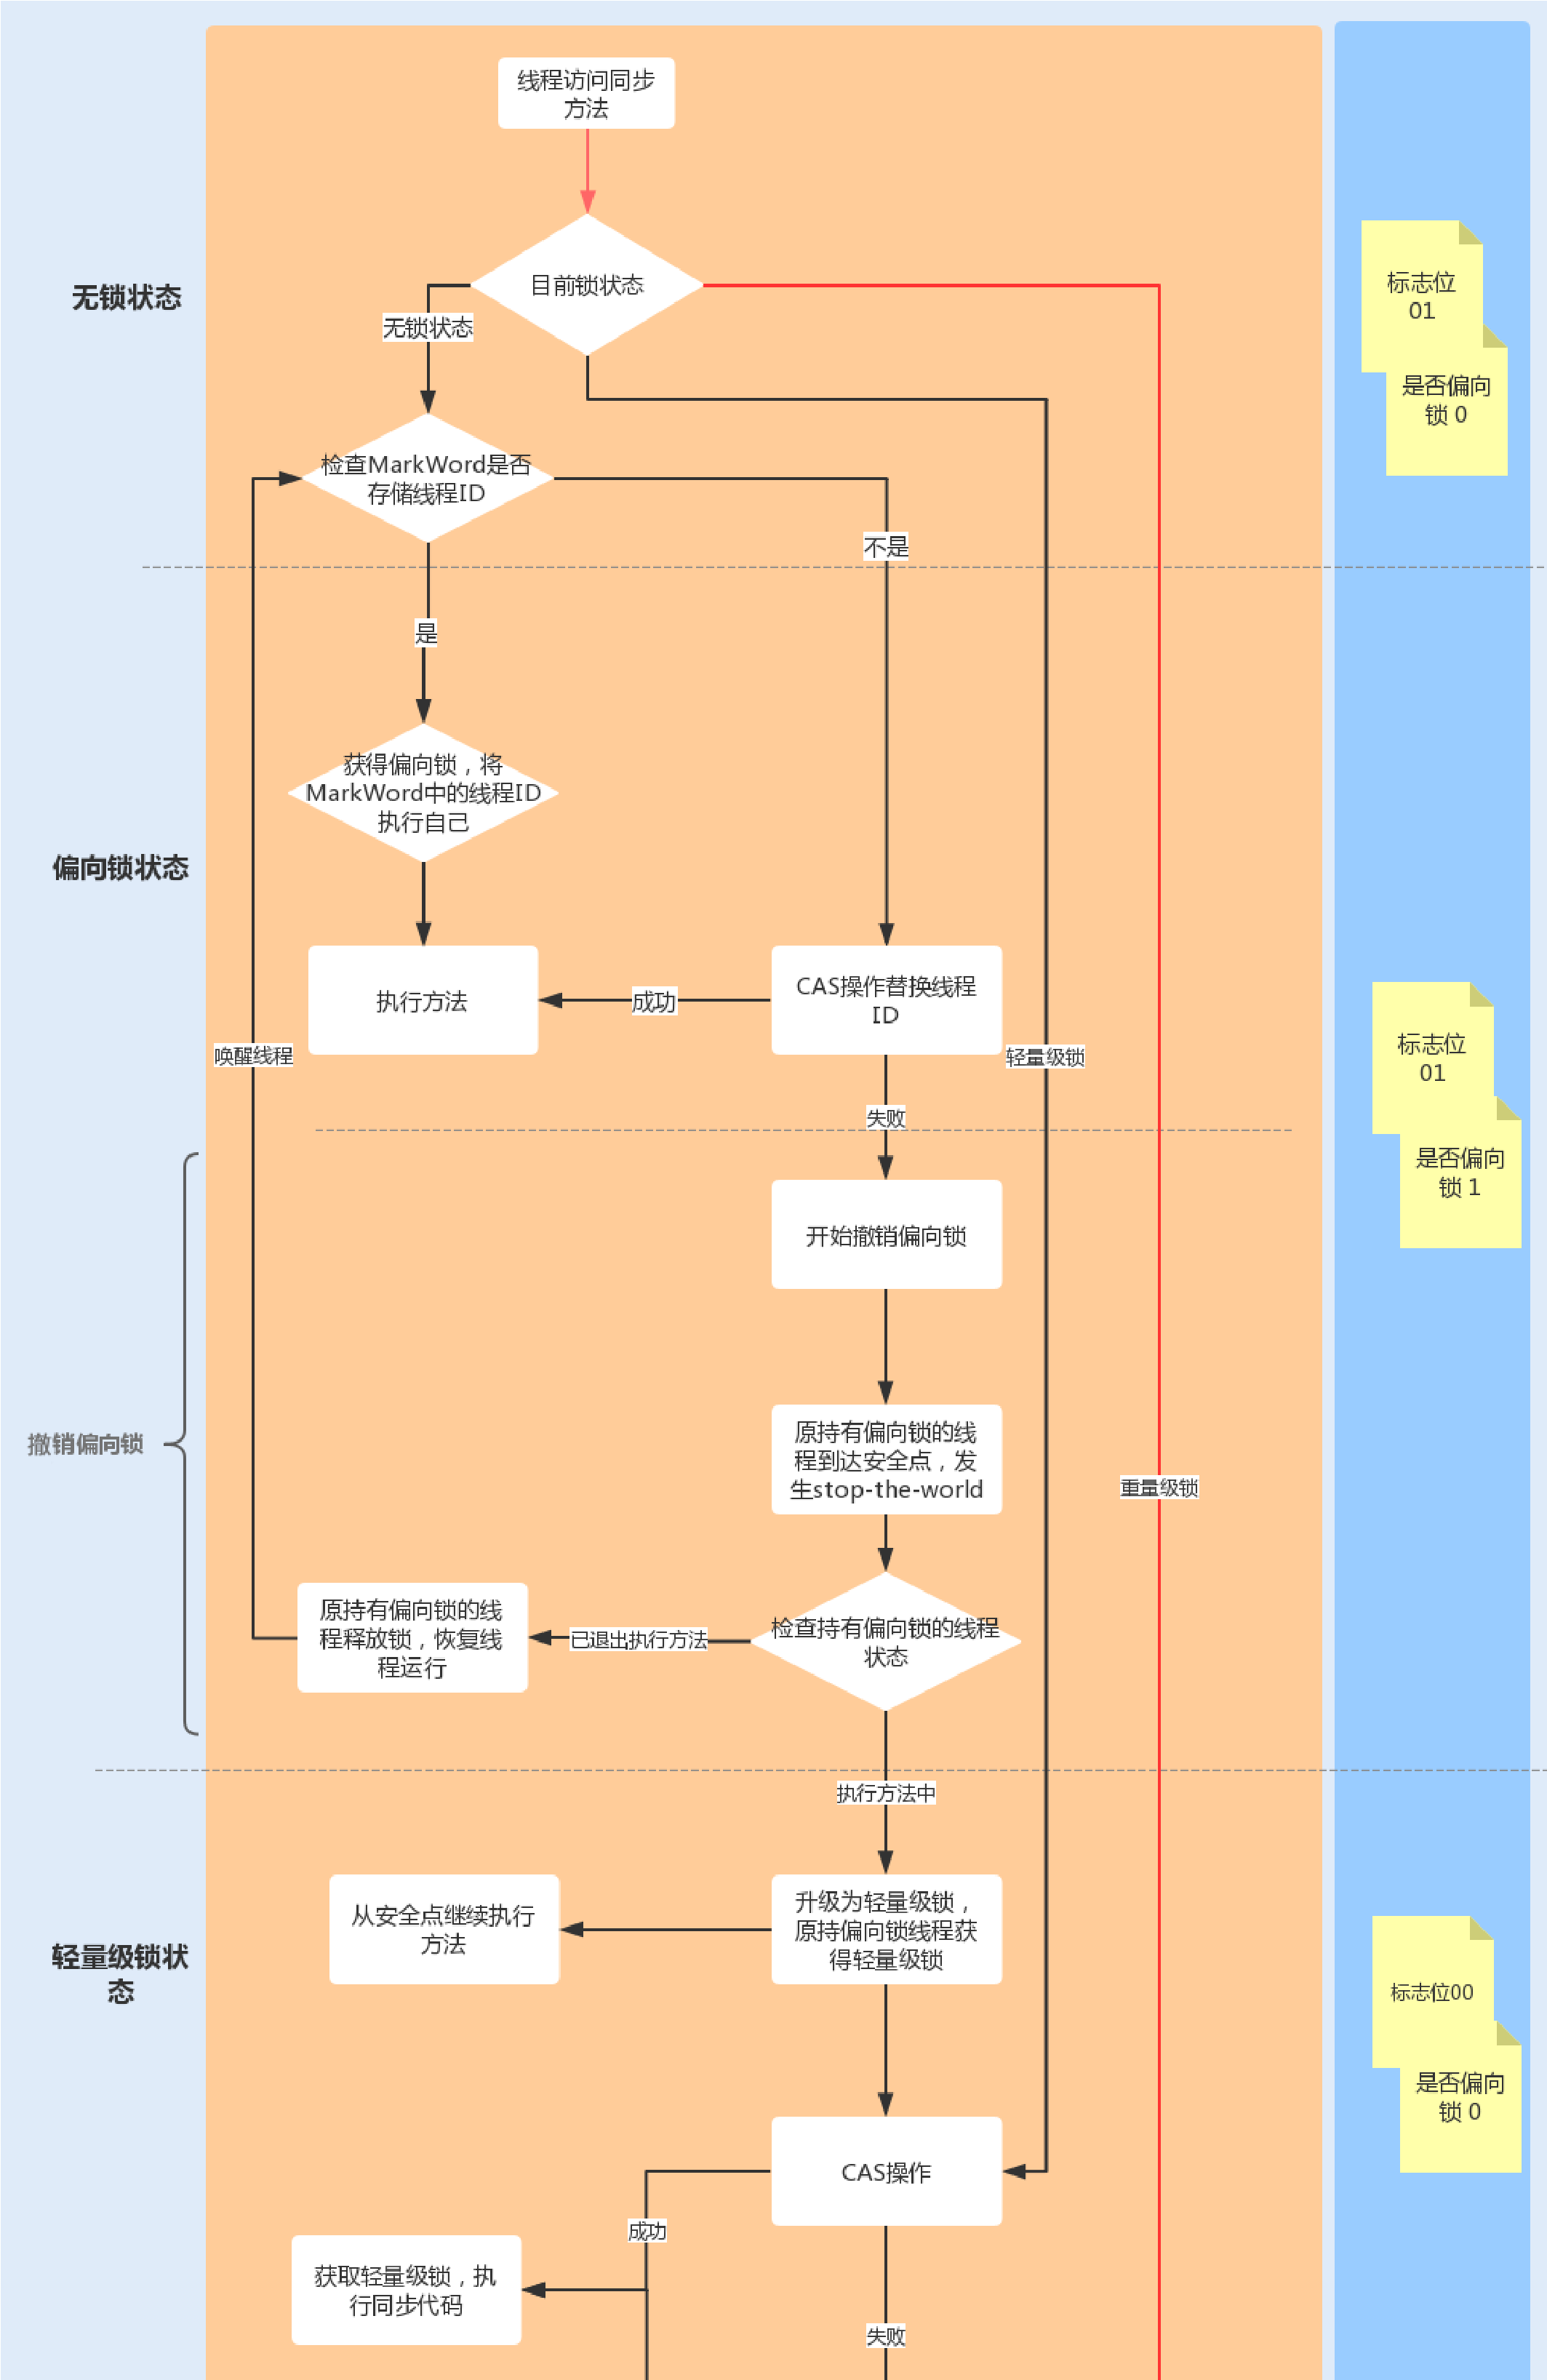 线程访问同步
方法
无锁状态
目前锁状态
标志位
01
无锁状态
是否偏向
锁 0
检查MarkWord是否
存储线程ID
不是
是
获得偏向锁，将
MarkWord中的线程ID
执行自己
偏向锁状态
执行方法
成功
CAS操作替换线程
ID
唤醒线程
轻量级锁
标志位
01
失败
是否偏向
锁 1
开始撤销偏向锁
撤销偏向锁
原持有偏向锁的线
程到达安全点，发
生stop-the-world
重量级锁
原持有偏向锁的线
程释放锁，恢复线
程运行
已退出执行方法
检查持有偏向锁的线程
状态
执行方法中
轻量级锁状
态
从安全点继续执行
方法
升级为轻量级锁，
原持偏向锁线程获
得轻量级锁
标志位00
是否偏向
锁 0
CAS操作
成功
获取轻量级锁，执
行同步代码
失败